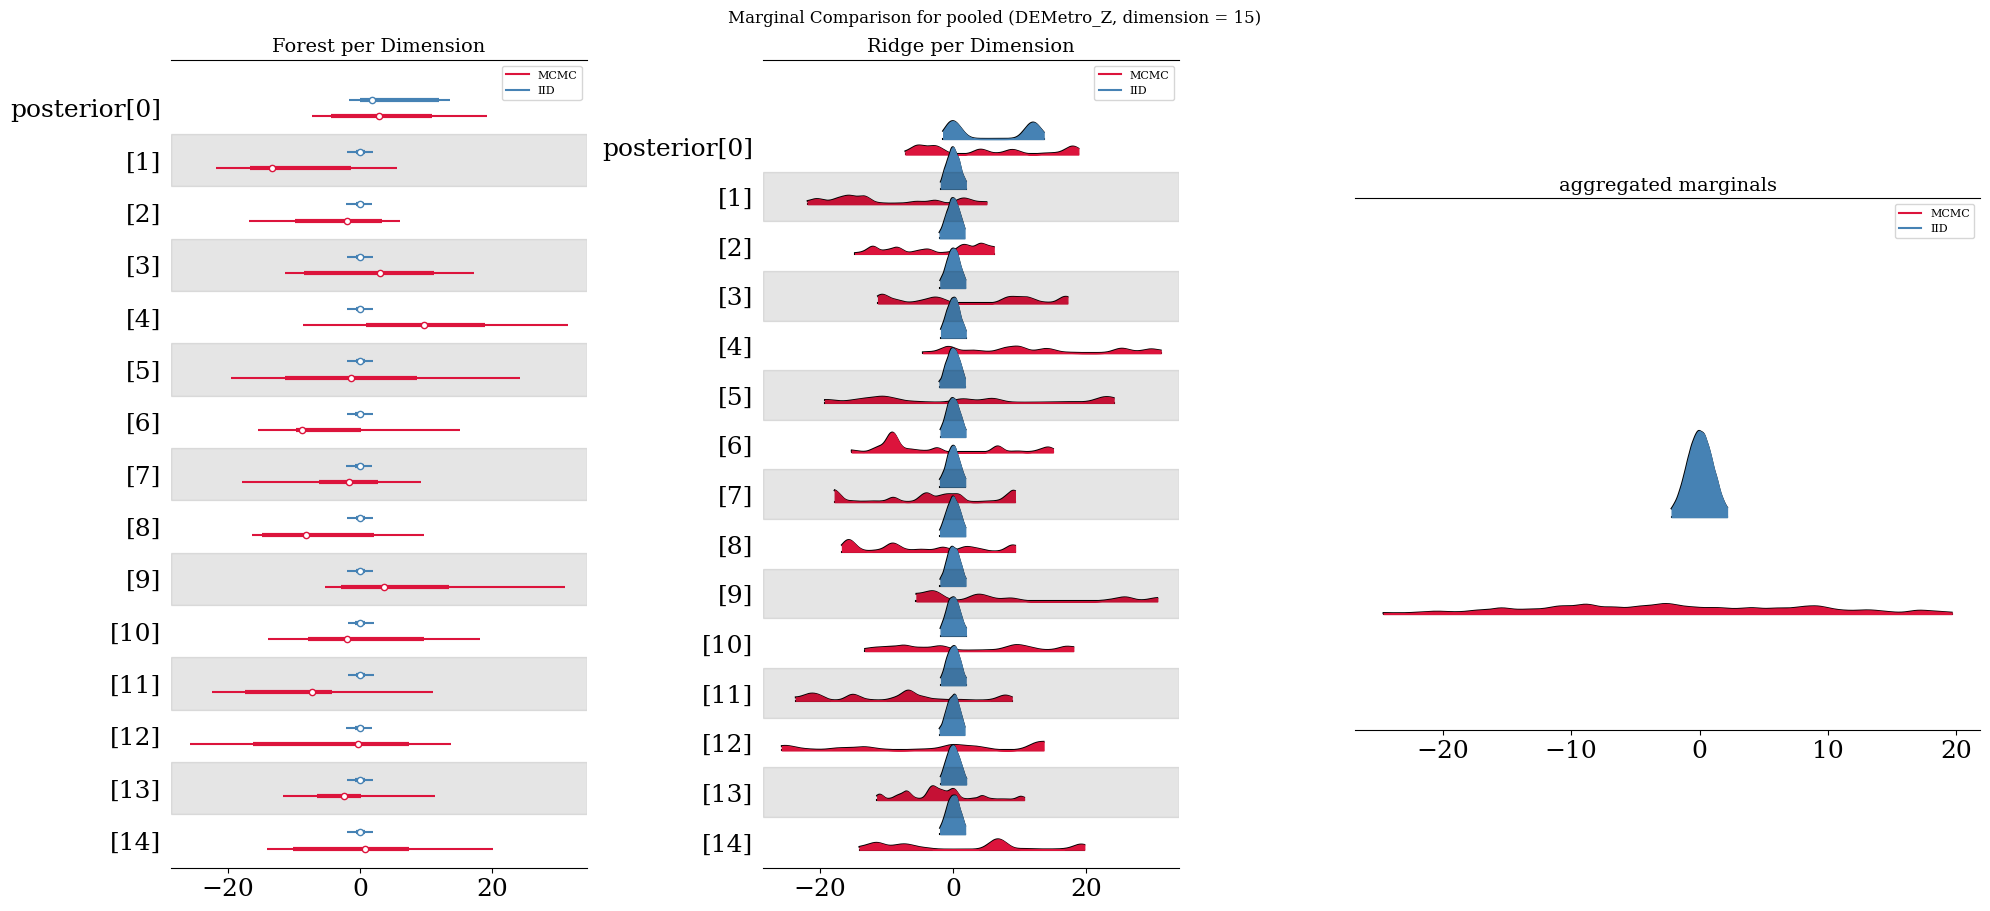 Marginal Comparison for pooled (DEMetro_Z, dimension = 15)
Forest per Dimension
MCMC
IID
posterior[0]
[1]
[2]
[3]
[4]
[5]
[6]
[7]
[8]
[9]
[10]
[11]
[12]
[13]
[14]
−20 0 20
Ridge per Dimension
MCMC
IID
posterior[0]
[1]
[2]
[3]
[4]
[5]
[6]
[7]
[8]
[9]
[10]
[11]
[12]
[13]
[14]
−20 0 20
aggregated marginals
MCMC
IID
−20 −10 0 10 20